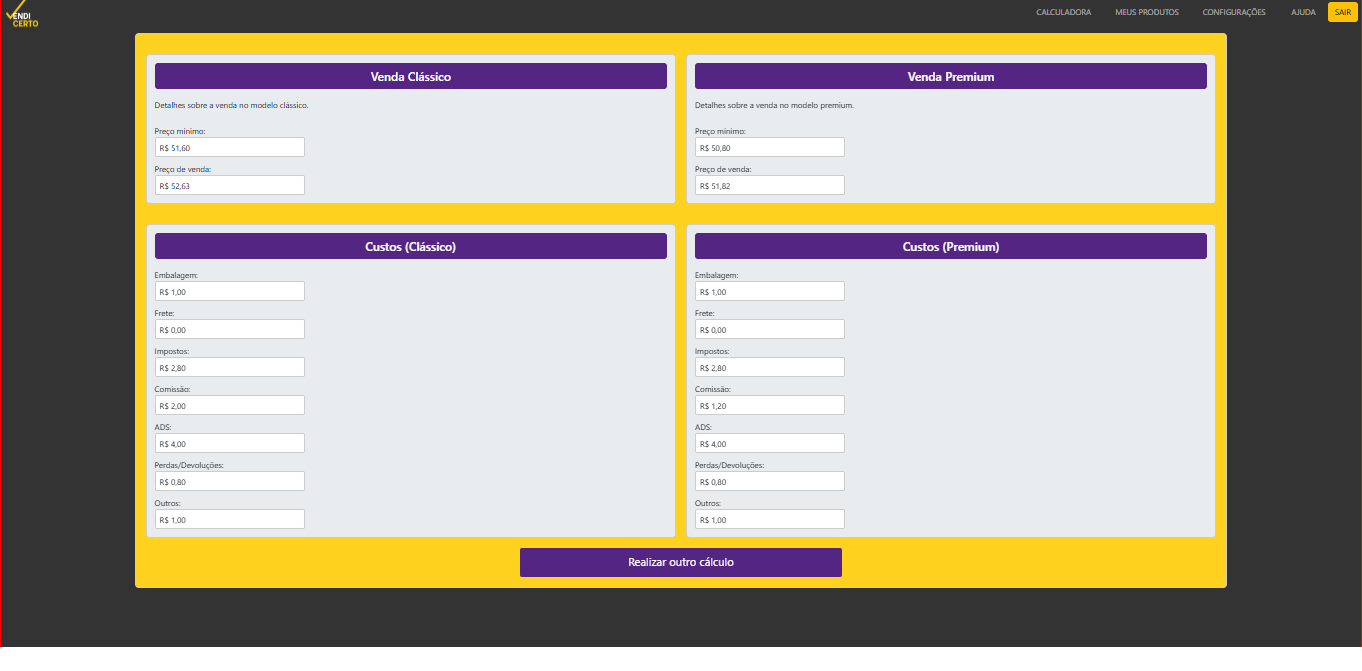 VENDI
CERTO
CALCULADORA
MEUS PRODUTOS
CONFIGURAÇÕES
AJUDA
SAIR
Venda Clássico
Detalhes sobre a venda no modelo clássico.
Preço mínimo:
R$ 51,60
Preço de venda:
R$ 52,63
Venda Premium
Detalhes sobre a venda no modelo premium.
Preço mínimo:
R$ 50,80
Preço de venda:
R$ 51,82
Custos (Clássico)
Embalagem:
R$ 1,00
Frete:
R$ 0,00
Impostos:
R$ 2,80
Comissão:
R$ 2,00
ADS:
R$ 4,00
Perdas/Devoluções:
R$ 0,80
Outros:
R$ 1,00
Custos (Premium)
Embalagem:
R$ 1,00
Frete:
R$ 0,00
Impostos:
R$ 2,80
Comissão:
R$ 1,20
ADS:
R$ 4,00
Perdas/Devoluções:
R$ 0,80
Outros:
R$ 1,00
Realizar outro cálculo